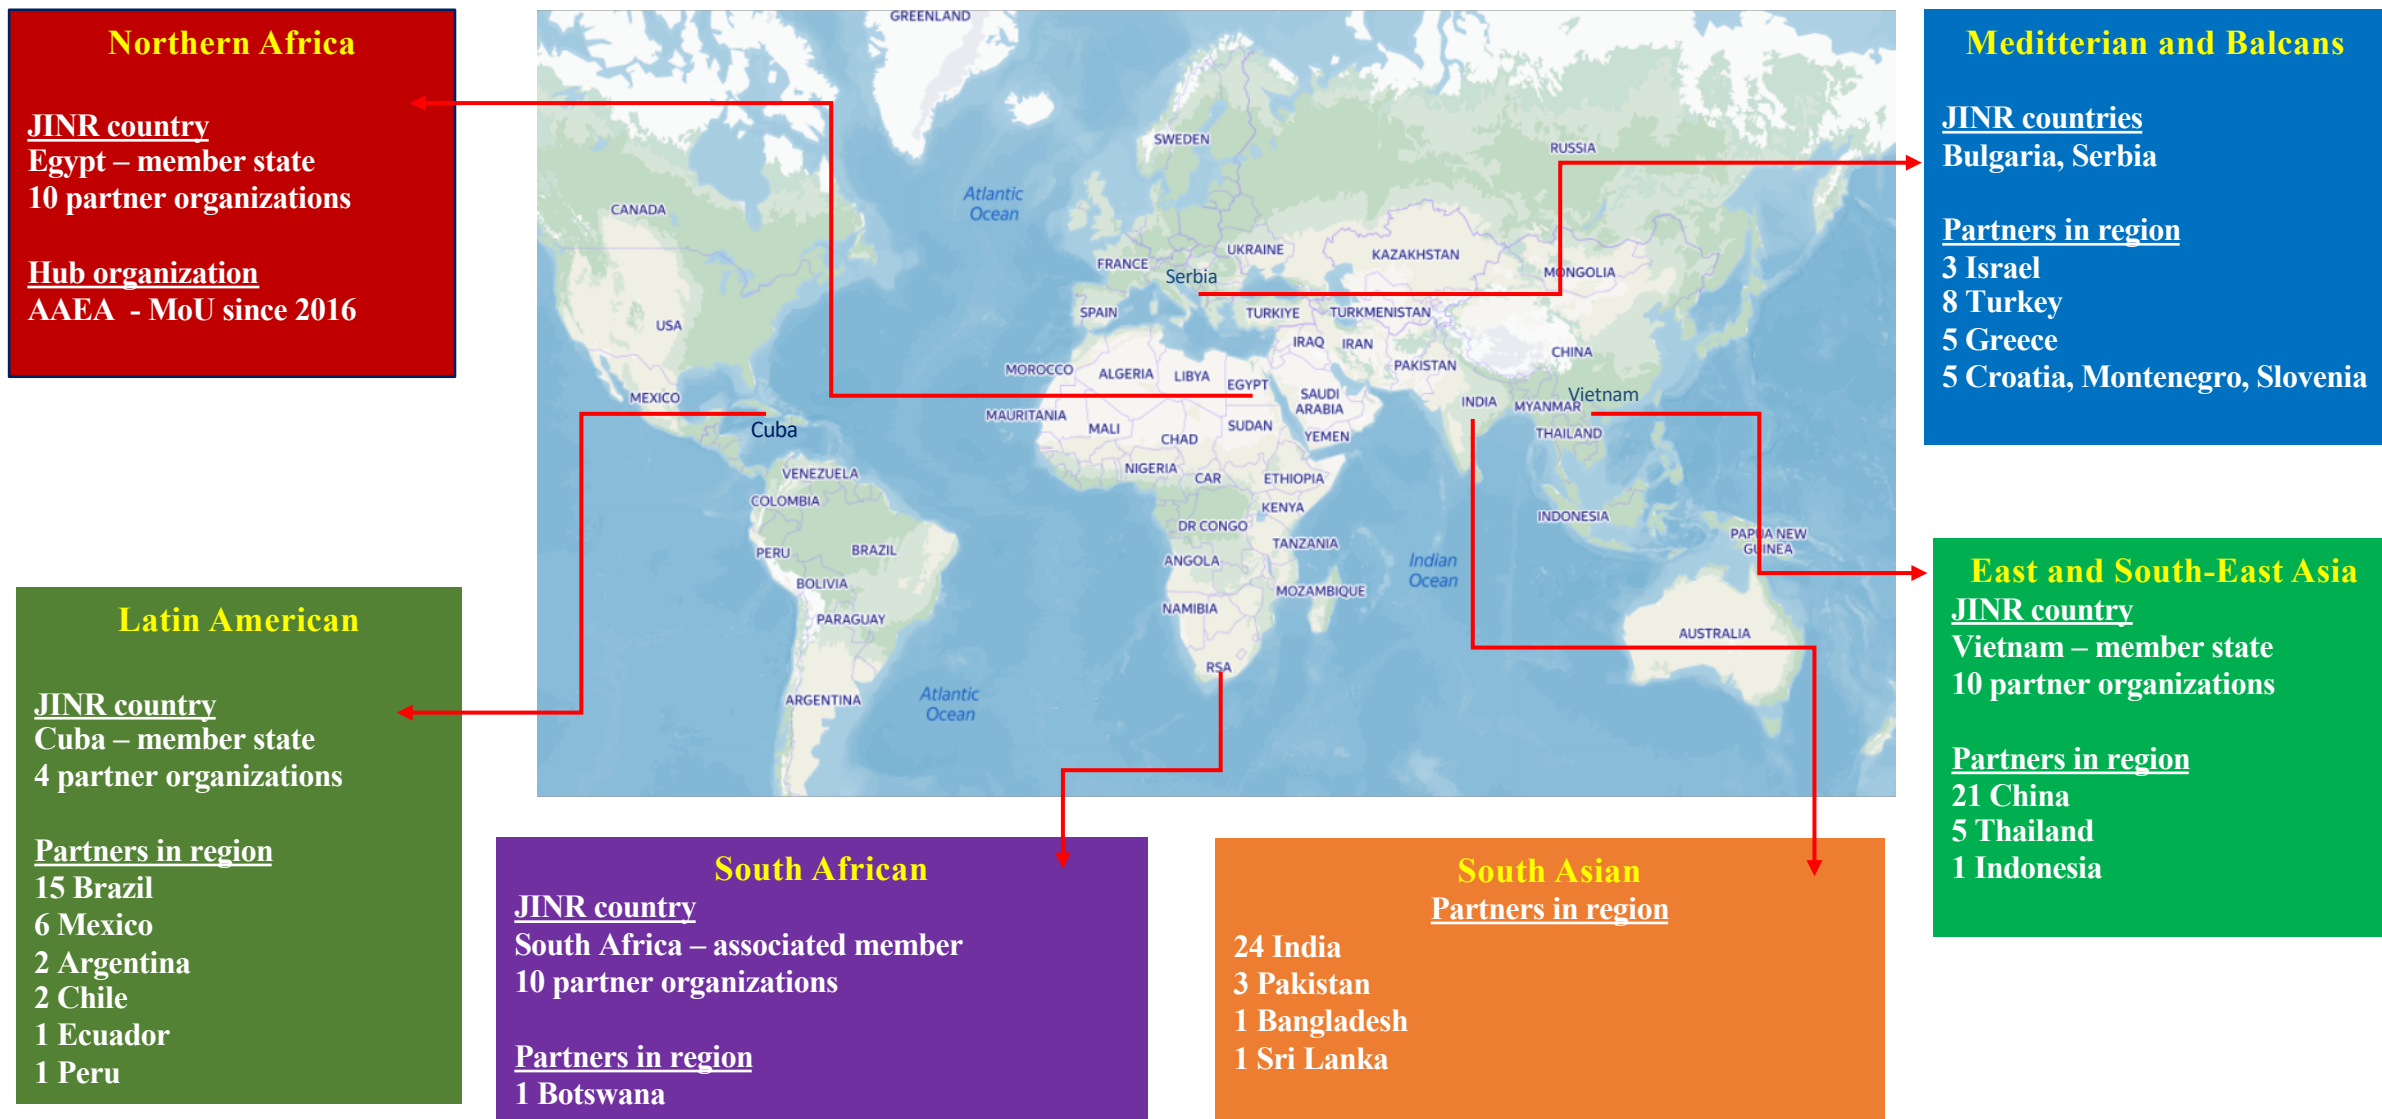 Northern Africa
JINR country
Egypt – member state
10 partner organizations
Hub organization
AAEA - MoU since 2016
Latin American
JINR country
Cuba – member state
4 partner organizations
Partners in region
15 Brazil
6 Mexico
2 Argentina
2 Chile
1 Ecuador
1 Peru
GREENLAND
SWEDEN
RUSSIA
Atlantic
Ocean
CANADA
UKRAINE
KAZAKHSTAN
FRANCE
Serbia
MONGOLIA
SPAIN
TURKIYE
TURKMENISTAN
USA
IRAQ
IRAN
CHINA
MOROCCO
ALGERIA
LIBYA
EGYPT
PAKISTAN
MEXICO
SAUDI
ARABIA
INDIA
MYANMAR
Vietnam
MAURITANIA
Cuba
MALI
CHAD
SUDAN
YEMEN
THAILAND
VENEZUELA
NIGERIA
CAR
ETHIOPIA
COLOMBIA
KENYA
INDONESIA
DR CONGO
PAPUA NEW
GUINEA
PERU
BRAZIL
TANZANIA
ANGOLA
Indian
Ocean
BOLIVIA
MOZAMBIQUE
NAMIBIA
PARAGUAY
AUSTRALIA
RSA
ARGENTINA
Atlantic
Ocean
South African
JINR country
South Africa – associated member
10 partner organizations
Partners in region
1 Botswana
South Asian
Partners in region
24 India
3 Pakistan
1 Bangladesh
1 Sri Lanka
Meditterian and Balcans
JINR countries
Bulgaria, Serbia
Partners in region
3 Israel
8 Turkey
5 Greece
5 Croatia, Montenegro, Slovenia
East and South-East Asia
JINR country
Vietnam – member state
10 partner organizations
Partners in region
21 China
5 Thailand
1 Indonesia